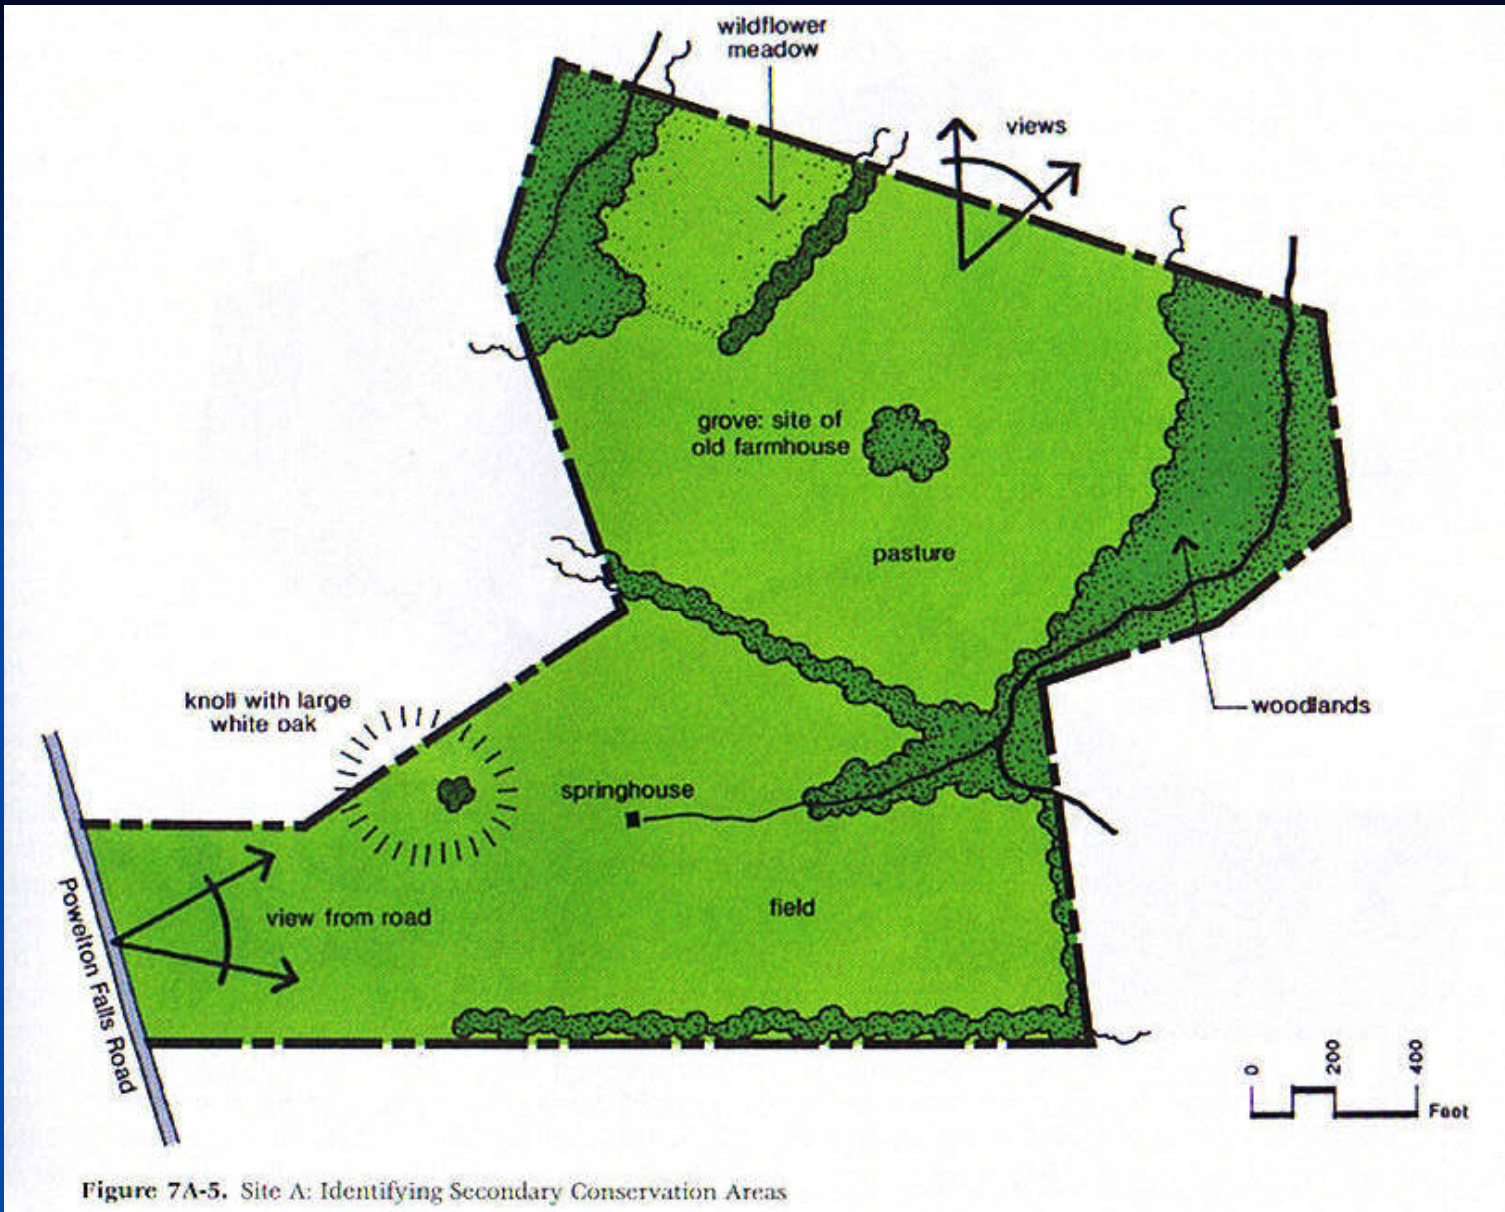 wildflower
meadow
views
grove: site of
old farmhouse
pasture
knoll with large
white oak
woodlands
springhouse
view from road
field
Powelton Falls Road
0 200 400
Feet
Figure 7A-5. Site A: Identifying Secondary Conservation Areas